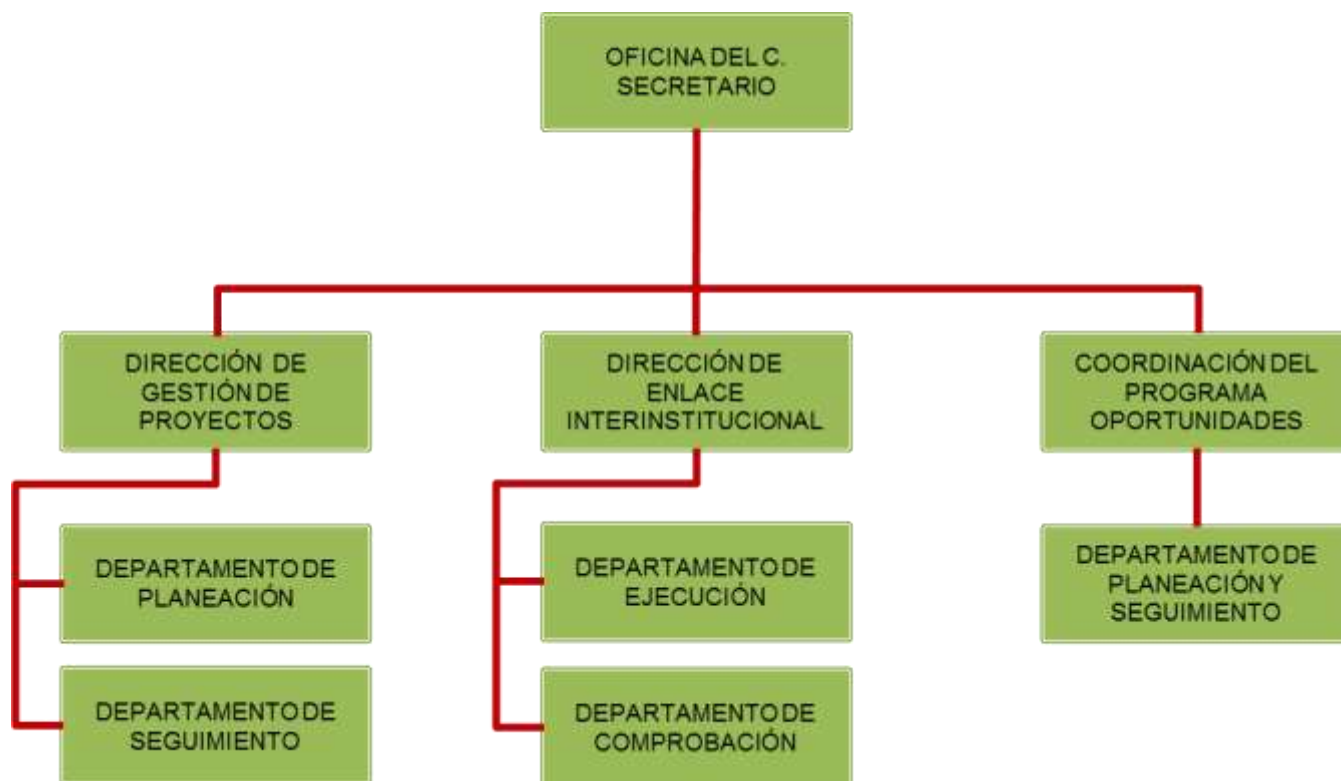 OFICINA DEL C.
SECRETARIO
DIRECCIÓN DE
GESTIÓN DE
PROYECTOS
DIRECCIÓN DE
ENLACE
INTERINSTITUCIONAL
COORDINACIÓN DEL
PROGRAMA
OPORTUNIDADES
DEPARTAMENTO DE
PLANEACIÓN
DEPARTAMENTO DE
EJECUCIÓN
DEPARTAMENTO DE
PLANEACIÓN Y
SEGUIMIENTO
DEPARTAMENTO DE
SEGUIMIENTO
DEPARTAMENTO DE
COMPROBACIÓN